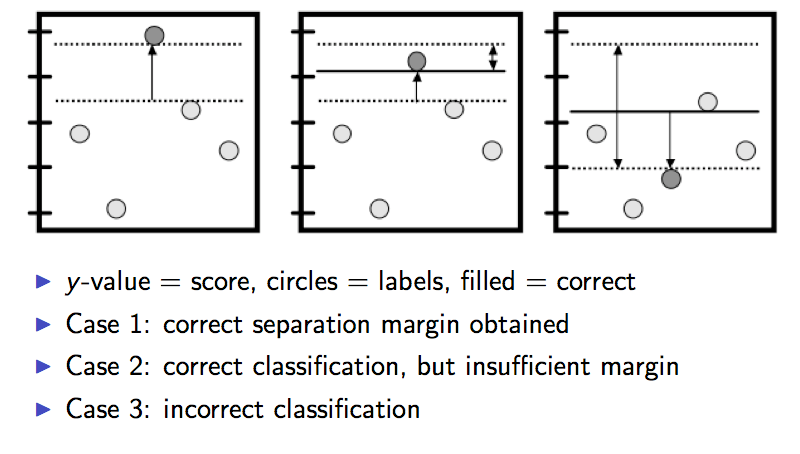 ▶ y-value = score, circles = labels, filled = correct
▶ Case 1: correct separation margin obtained
▶ Case 2: correct classification, but insufficient margin
▶ Case 3: incorrect classification